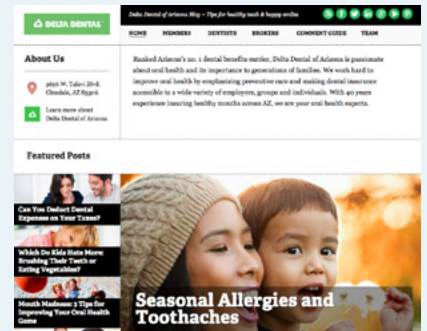 DELTA DENTAL
Delta Dental of Arizona Blog – Tips for healthy teeth & happy smiles
HOME MEMBERS DENTISTS BROKERS COMMENT GUIDE TEAM
About Us
5656 W. Talavi Blvd.
Glendale, AZ 85306
Learn more about
Delta Dental of Arizona
Ranked Arizona's no. 1 dental benefits carrier, Delta Dental of Arizona is passionate
about oral health and its importance to generations of families. We work hard to
improve oral health by emphasizing preventive care and making dental insurance
accessible to a wide variety of employers, groups and individuals. With 40 years
experience insuring healthy mouths across AZ, we are your oral health experts.
Featured Posts
Can You Deduct Dental
Expenses on Your Taxes?
Which Do Kids Hate More:
Brushing Their Teeth or
Eating Vegetables?
Mouth Madness: 3 Tips for
Improving Your Oral Health
Game
Seasonal Allergies and
Toothaches